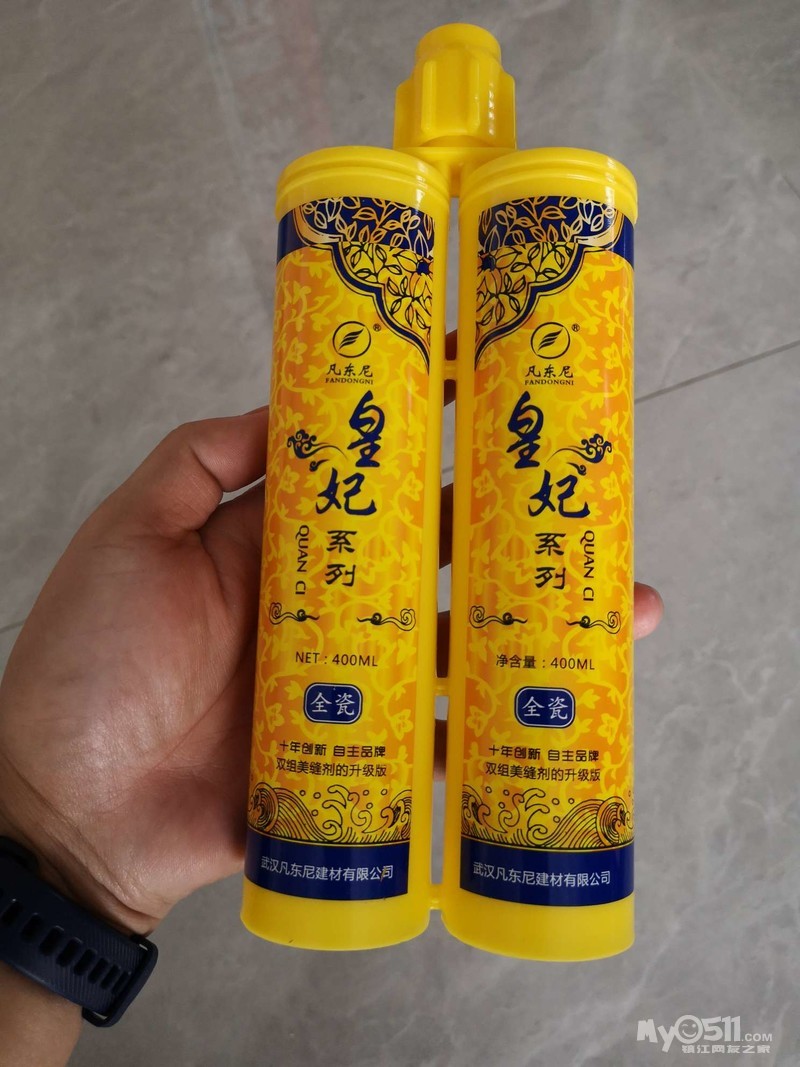 凡东尼
FANDONGNI
皇妃
系列
QUAN CI
NET : 400ML
全瓷
十年创新 自主品牌
双组美缝剂的升级版
武汉凡东尼建材有限公司
凡东尼
FANDONGNI
皇妃
系列
QUAN CI
净含量 : 400ML
全瓷
十年创新 自主品牌
双组美缝剂的升级版
武汉凡东尼建材有限公司
My0511.COM
镇江网友之家